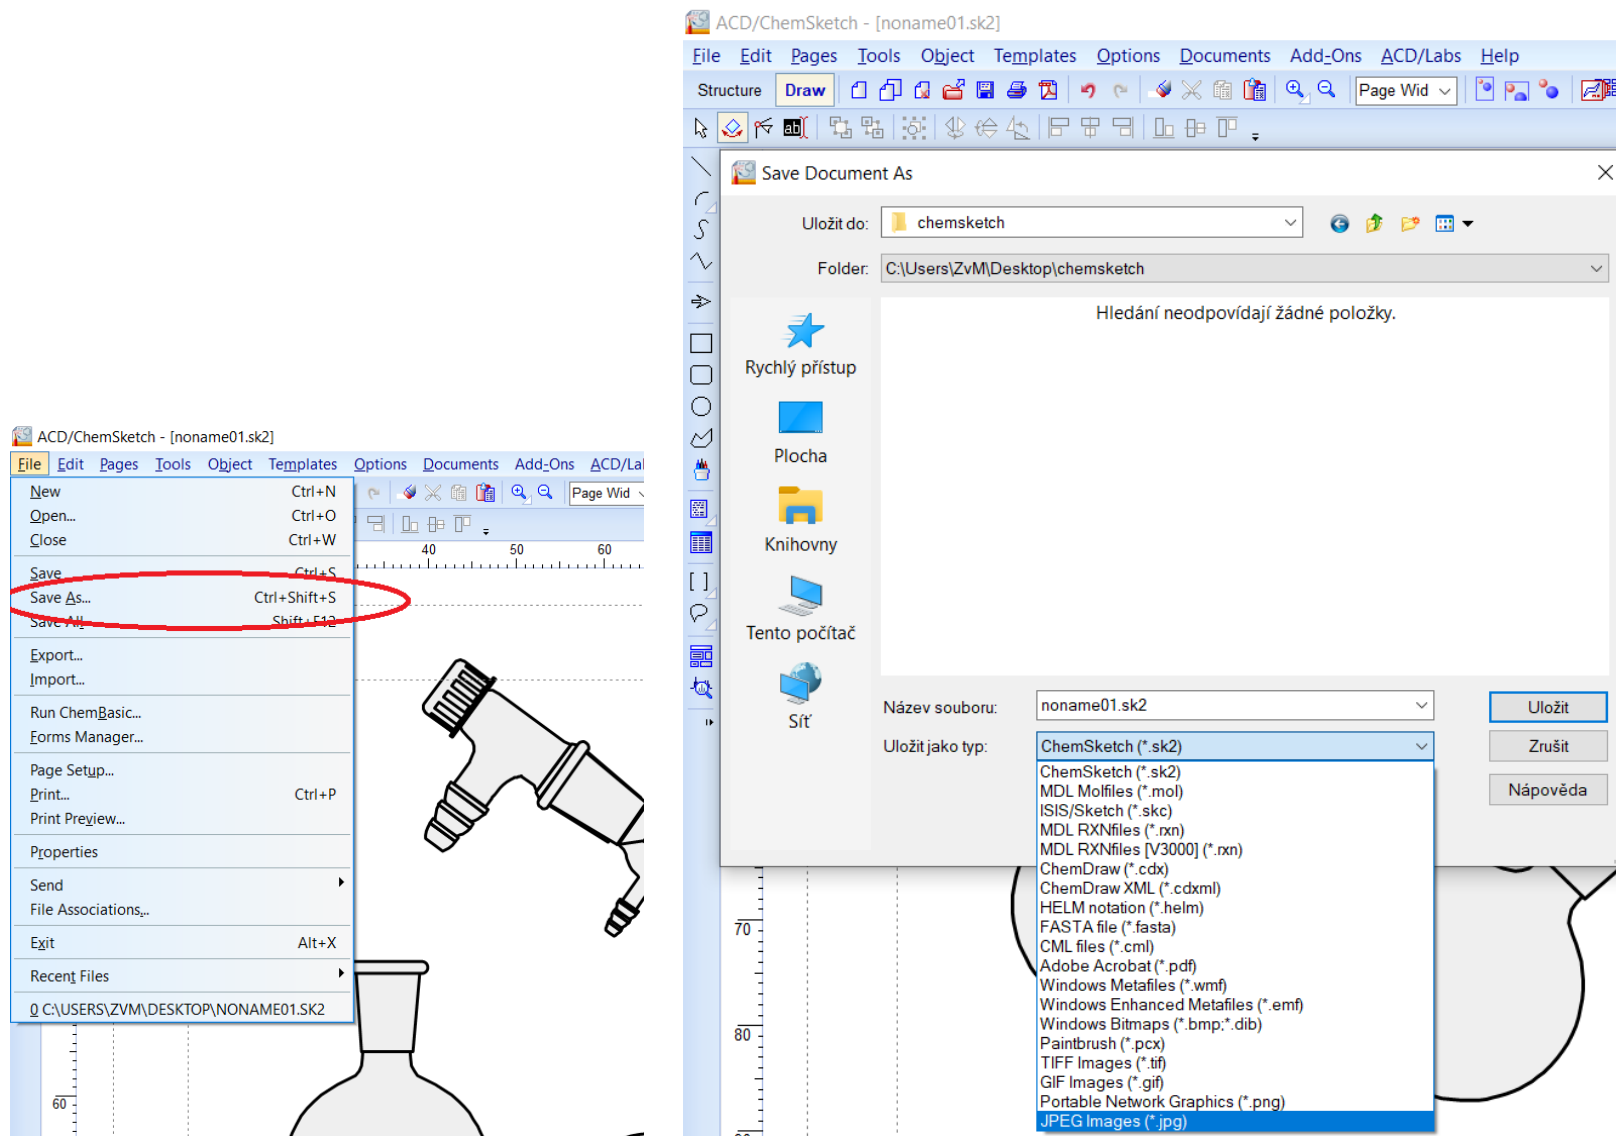 ACD/ChemSketch - [noname01.sk2]
File Edit Pages Tools Object Templates Options Documents Add-Ons ACD/La
New Ctrl+N
Open... Ctrl+O
Close Ctrl+W
Save Ctrl+S
Save As... Ctrl+Shift+S
Save All Shift+F12
Export...
Import...
Run ChemBasic...
Forms Manager...
Page Setup...
Print... Ctrl+P
Print Preview...
Properties
Send
File Associations...
Exit Alt+X
Recent Files
0 C:\USERS\ZVM\DESKTOP\NONAME01.SK2
Page Wid
40 50 60
60
ACD/ChemSketch - [noname01.sk2]
File Edit Pages Tools Object Templates Options Documents Add-Ons ACD/Labs Help
Structure Draw Page Wid
ab
Save Document As
Uložit do: chemsketch
Folder: C:\Users\ZvM\Desktop\chemsketch
Hledání neodpovídají žádné položky.
Rychlý přístup
Plocha
Knihovny
Tento počítač
Síť
Název souboru: noname01.sk2 Uložit
Uložit jako typ: ChemSketch (*.sk2) Zrušit
Nápověda
ChemSketch (*.sk2)
MDL Molfiles (*.mol)
ISIS/Sketch (*.skc)
MDL RXNfiles (*.rxn)
MDL RXNfiles [V3000] (*.rxn)
ChemDraw (*.cdx)
ChemDraw XML (*.cdxml)
HELM notation (*.helm)
FASTA file (*.fasta)
CML files (*.cml)
Adobe Acrobat (*.pdf)
Windows Metafiles (*.wmf)
Windows Enhanced Metafiles (*.emf)
Windows Bitmaps (*.bmp;*.dib)
Paintbrush (*.pcx)
TIFF Images (*.tif)
GIF Images (*.gif)
Portable Network Graphics (*.png)
JPEG Images (*.jpg)
70
80